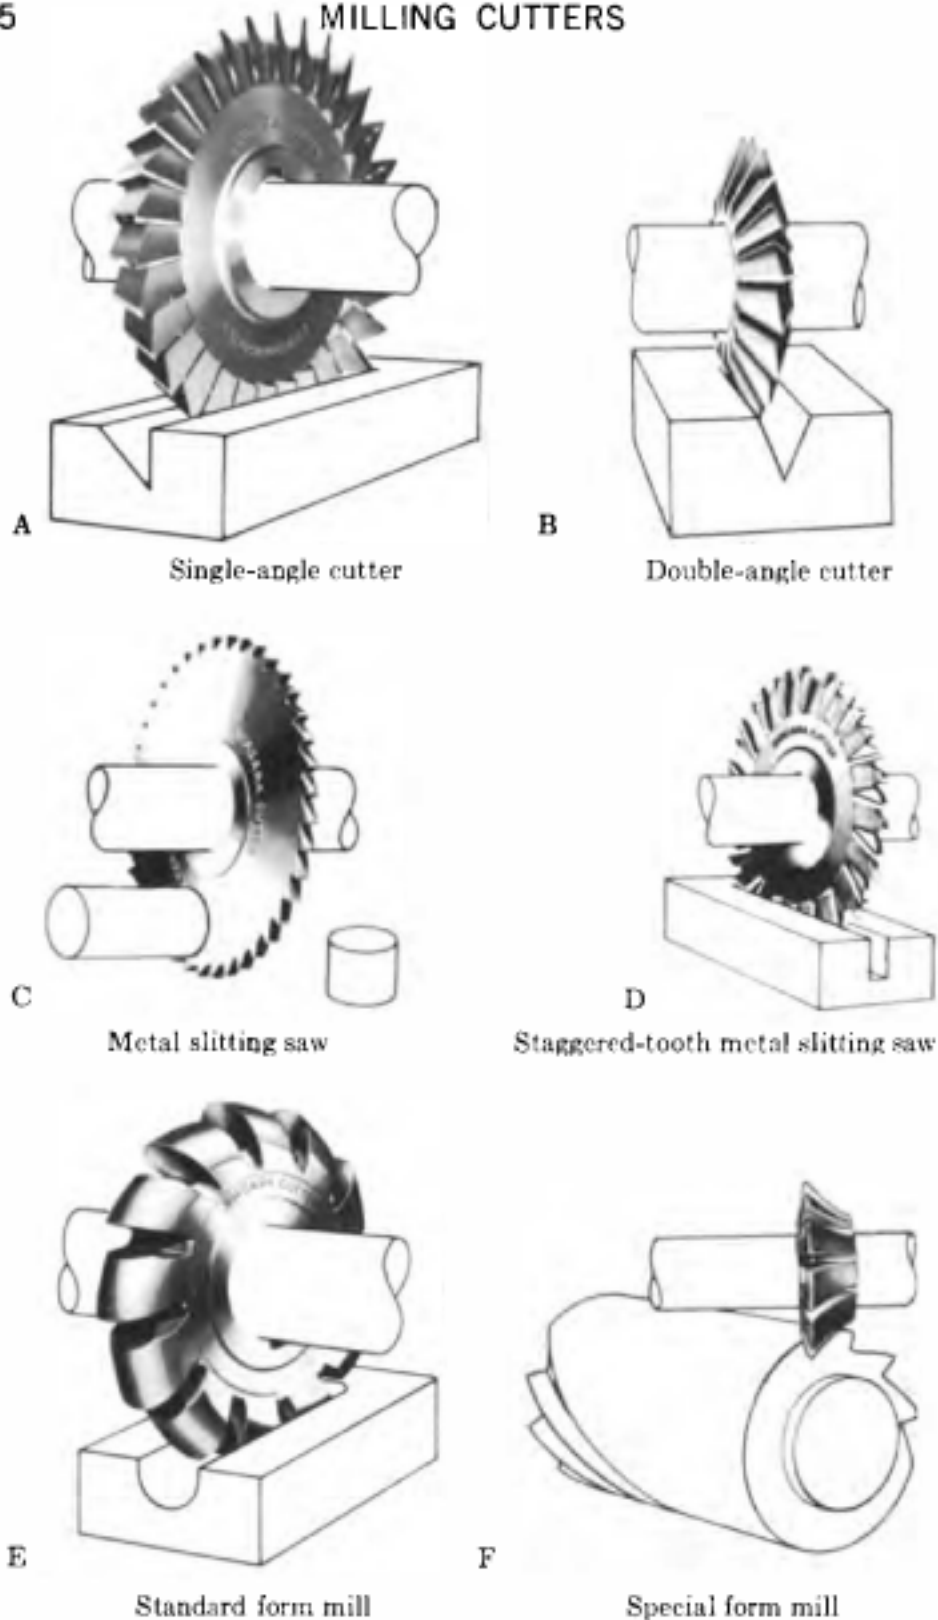 5 MILLING CUTTERS
A
Single-angle cutter
B
Double-angle cutter
C
Metal slitting saw
D
Staggered-tooth metal slitting saw
E
Standard form mill
F
Special form mill